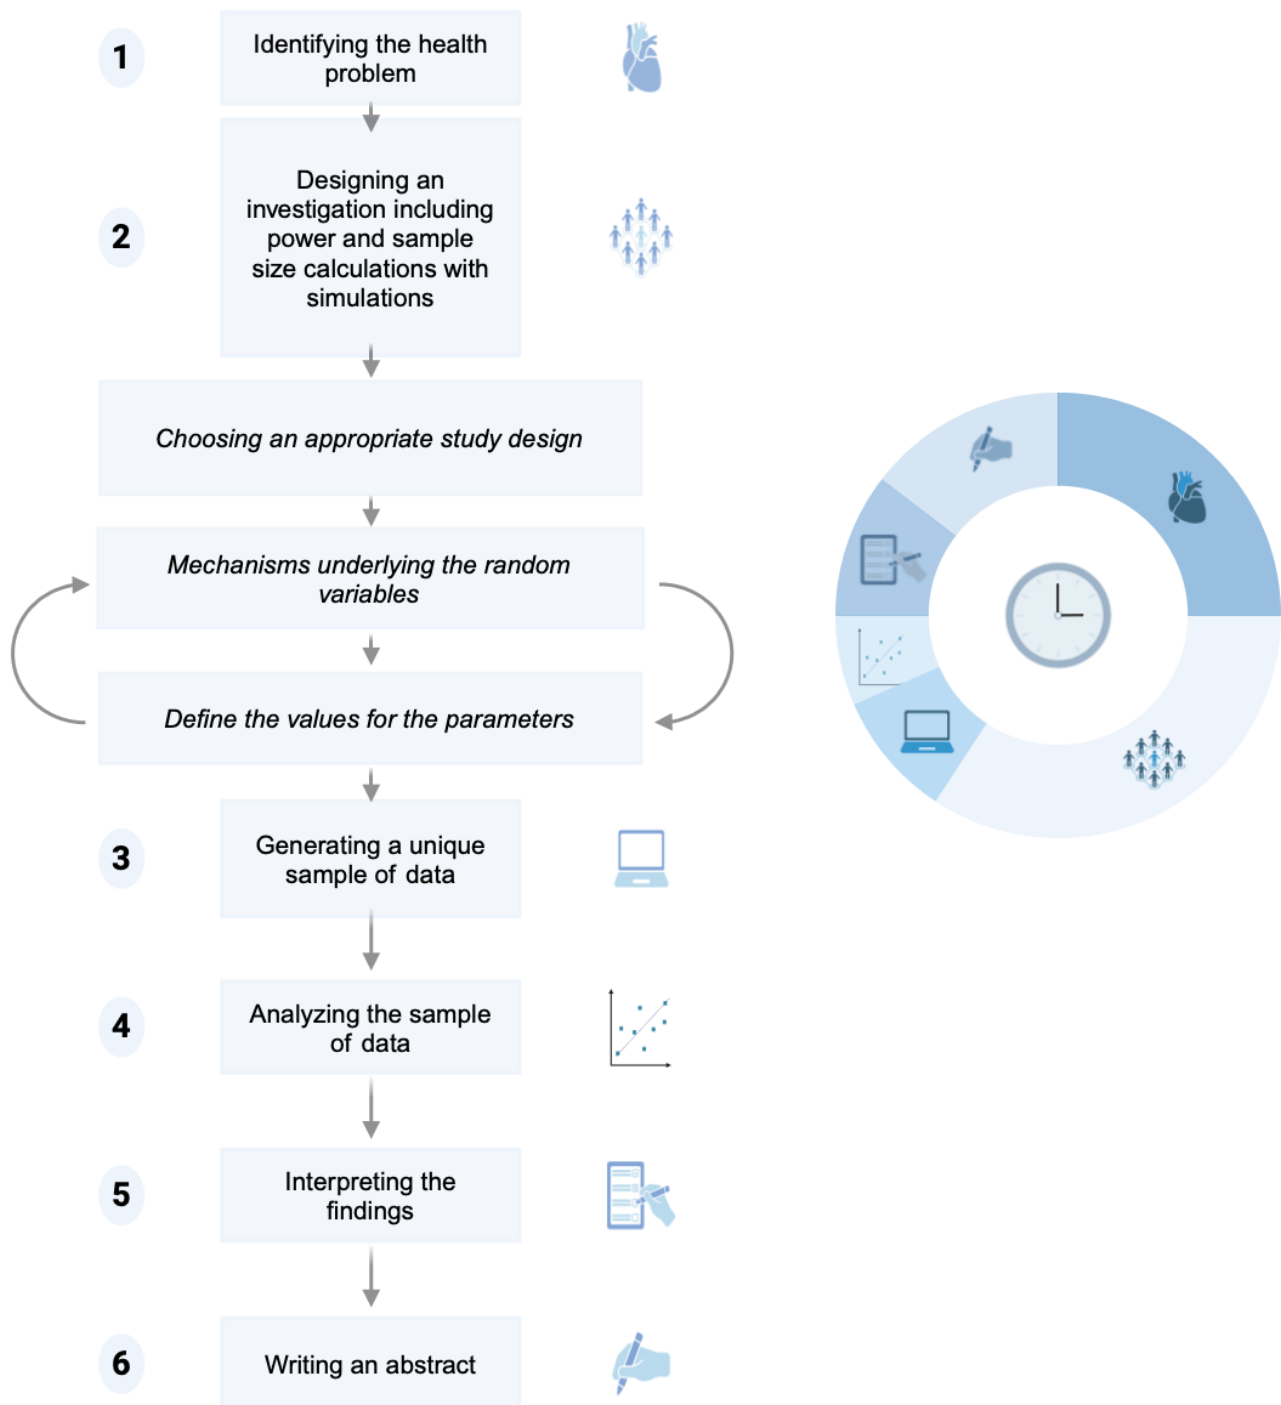 1
Identifying the health
problem
2
Designing an
investigation including
power and sample
size calculations with
simulations
Choosing an appropriate study design
Mechanisms underlying the random
variables
Define the values for the parameters
3
Generating a unique
sample of data
4
Analyzing the sample
of data
5
Interpreting the
findings
6
Writing an abstract